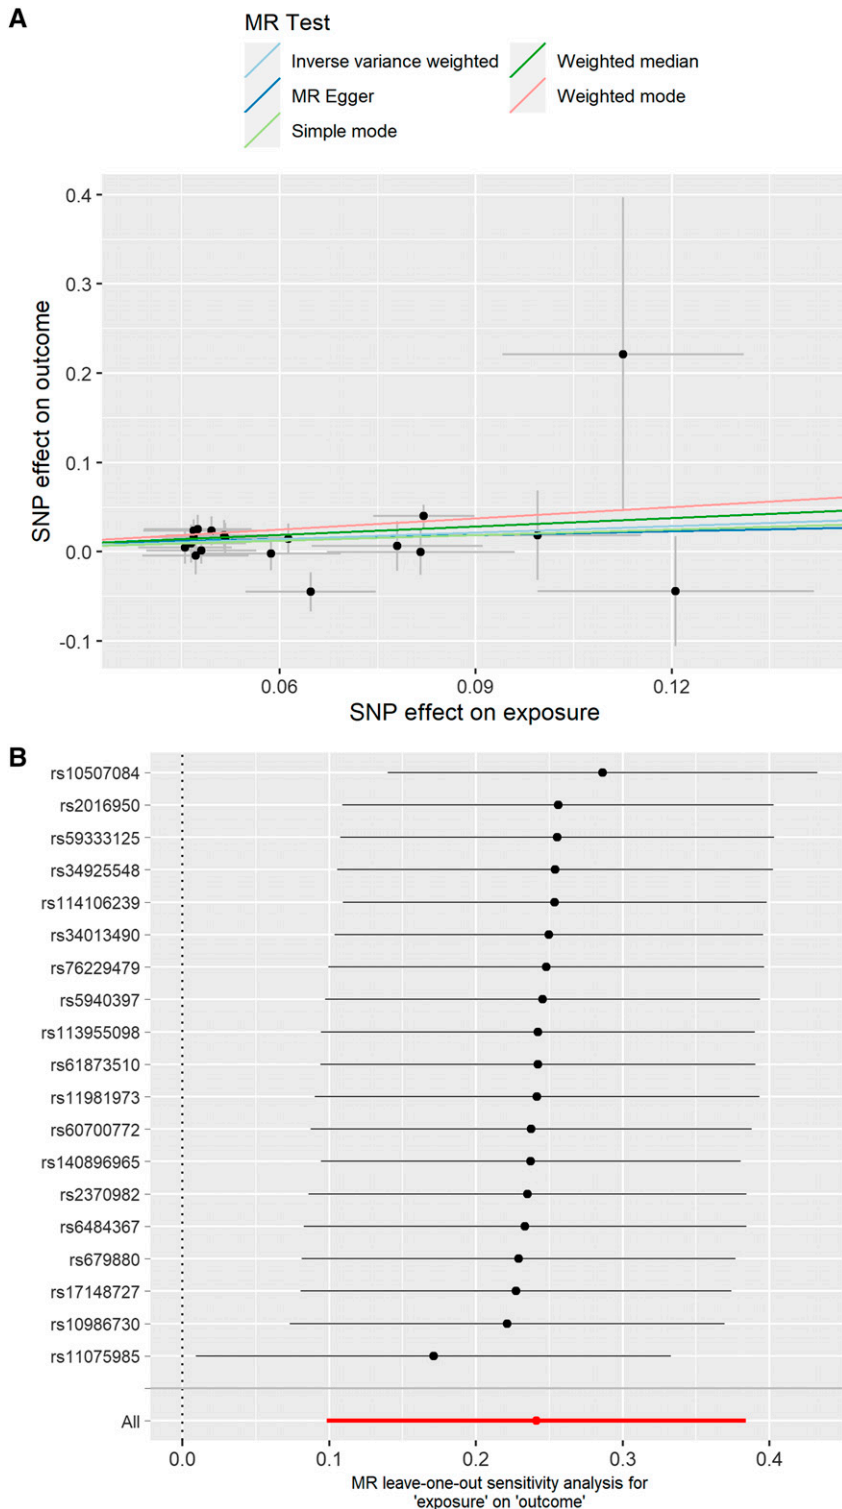 A
MR Test
Inverse variance weighted
Weighted median
MR Egger
Weighted mode
Simple mode
0.4
0.3
0.2
0.1
0.0
-0.1
SNP effect on outcome
0.06
0.09
0.12
SNP effect on exposure
B
rs10507084
rs2016950
rs59333125
rs34925548
rs114106239
rs34013490
rs76229479
rs5940397
rs113955098
rs61873510
rs11981973
rs60700772
rs140896965
rs2370982
rs6484367
rs679880
rs17148727
rs10986730
rs11075985
All
0.0
0.1
0.2
0.3
0.4
MR leave-one-out sensitivity analysis for
'exposure' on 'outcome'